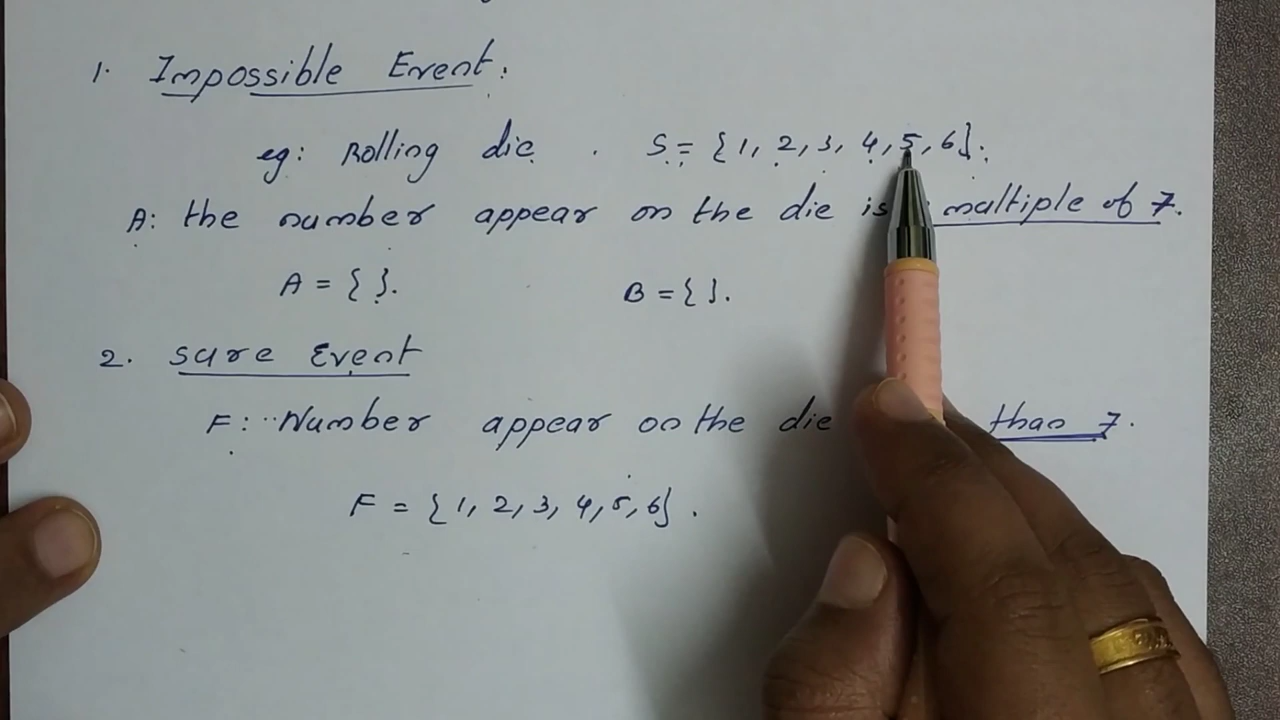 1. Impossible Event:
eg: Rolling die. S = {1, 2, 3, 4, 5, 6}.
A: the number appear on the die is multiple of 7.
A = { }. B = { }.
2. Sure Event
F: Number appear on the die than 7.
F = {1, 2, 3, 4, 5, 6}.